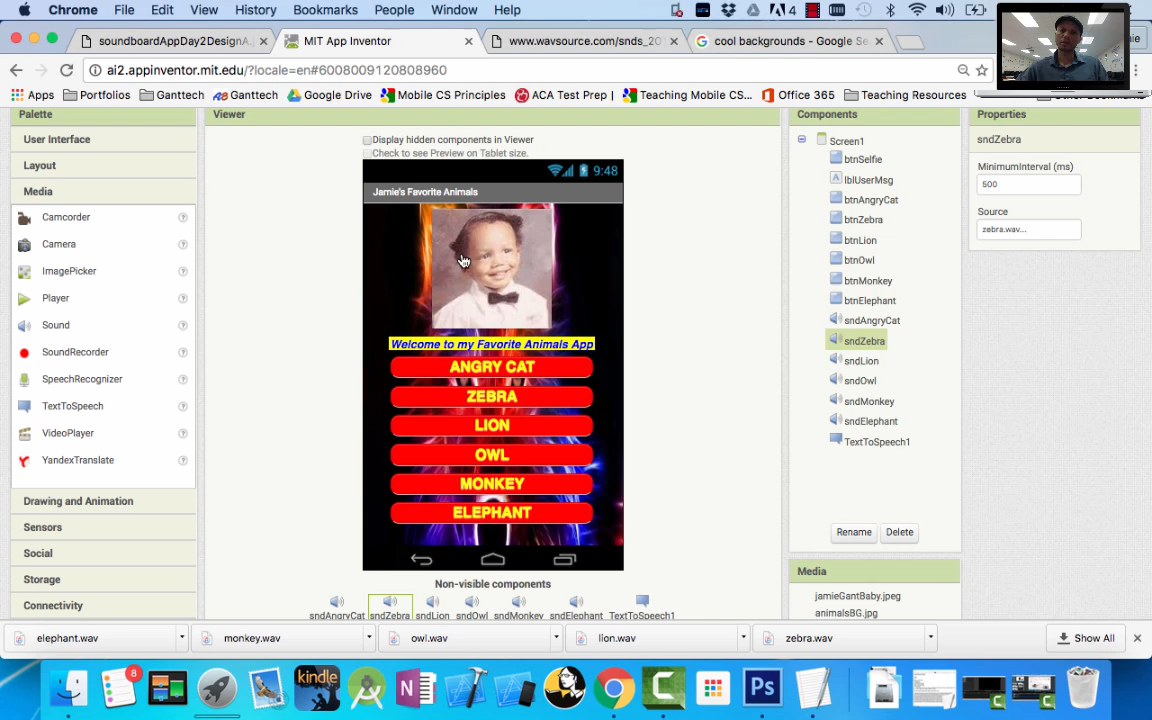 Chrome File Edit View History Bookmarks People Window Help 4
soundboardAppDay2DesignA. MIT App Inventor www.wavsource.com/snds_20 cool backgrounds - Google Se
ai2.appinventor.mit.edu/?locale=en#6008009120808960
Apps Portfolios Ganttech Ganttech Google Drive Mobile CS Principles ACA Test Prep | Teaching Mobile CS... Office 365 Teaching Resources
Palette Viewer Components Properties
User Interface
Layout
Media
Camcorder
Camera
ImagePicker
Player
Sound
SoundRecorder
SpeechRecognizer
TextToSpeech
VideoPlayer
YandexTranslate
Drawing and Animation
Sensors
Social
Storage
Connectivity
Display hidden components in Viewer
Check to see Preview on Tablet size.
9:48
Jamie's Favorite Animals
Welcome to my Favorite Animals App
ANGRY CAT
ZEBRA
LION
OWL
MONKEY
ELEPHANT
Non-visible components
sndAngryCat sndZebra sndLion sndOwl sndMonkey sndElephant TextToSpeech1
Screen1
btnSelfie
lblUserMsg
btnAngryCat
btnZebra
btnLion
btnOwl
btnMonkey
btnElephant
sndAngryCat
sndZebra
sndLion
sndOwl
sndMonkey
sndElephant
TextToSpeech1
Rename Delete
Media
jamieGantBaby.jpeg
animalsBG.jpg
sndZebra
MinimumInterval (ms)
500
Source
zebra.wav...
elephant.wav monkey.wav owl.wav lion.wav zebra.wav Show All
8 kindle N Ps